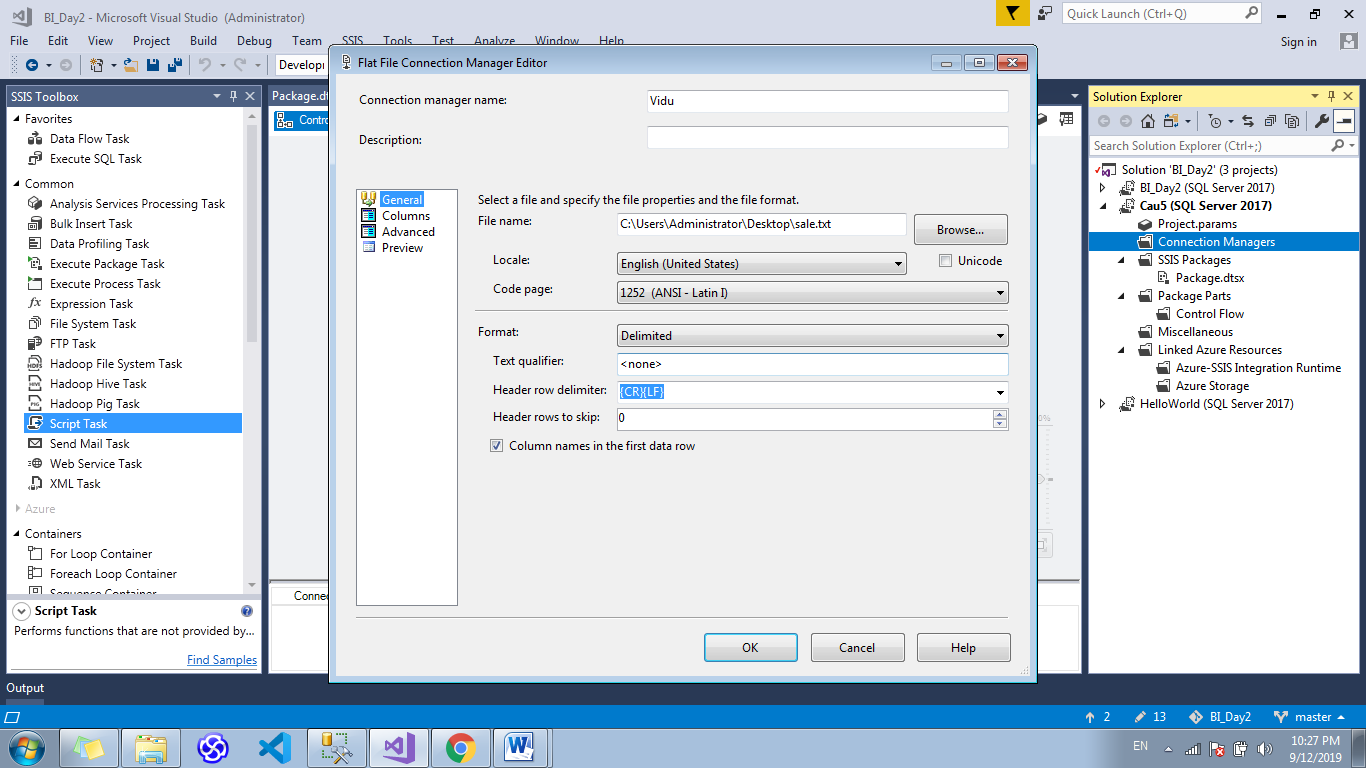 BI_Day2 - Microsoft Visual Studio (Administrator)
Quick Launch (Ctrl+Q)
File Edit View Project Build Debug Team SSIS Tools Test Analyze Window Help
Sign in
SSIS Toolbox
Favorites
Data Flow Task
Execute SQL Task
Common
Analysis Services Processing Task
Bulk Insert Task
Data Profiling Task
Execute Package Task
Execute Process Task
Expression Task
File System Task
FTP Task
Hadoop File System Task
Hadoop Hive Task
Hadoop Pig Task
Script Task
Send Mail Task
Web Service Task
XML Task
Azure
Containers
For Loop Container
Foreach Loop Container
Sequence Container
Script Task
Performs functions that are not provided by...
Find Samples
Output
Flat File Connection Manager Editor
Connection manager name:
Vidu
Description:
General
Columns
Advanced
Preview
Select a file and specify the file properties and the file format.
File name:
C:\Users\Administrator\Desktop\sale.txt
Browse...
Locale:
English (United States)
Unicode
Code page:
1252 (ANSI - Latin I)
Format:
Delimited
Text qualifier:
<none>
Header row delimiter:
{CR}{LF}
Header rows to skip:
0
Column names in the first data row
OK
Cancel
Help
Solution Explorer
Search Solution Explorer (Ctrl+;)
Solution 'BI_Day2' (3 projects)
BI_Day2 (SQL Server 2017)
Cau5 (SQL Server 2017)
Project.params
Connection Managers
SSIS Packages
Package.dtsx
Package Parts
Control Flow
Miscellaneous
Linked Azure Resources
Azure-SSIS Integration Runtime
Azure Storage
HelloWorld (SQL Server 2017)
2
13
BI_Day2
master
EN
10:27 PM
9/12/2019